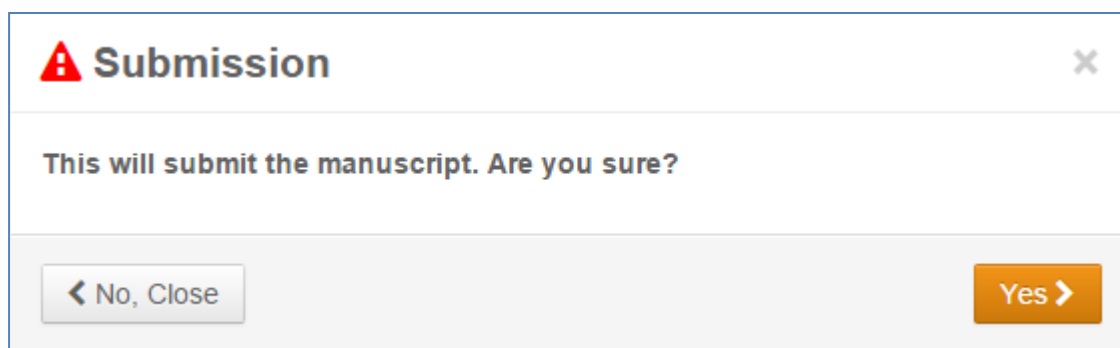 Submission
This will submit the manuscript. Are you sure?
No, Close
Yes